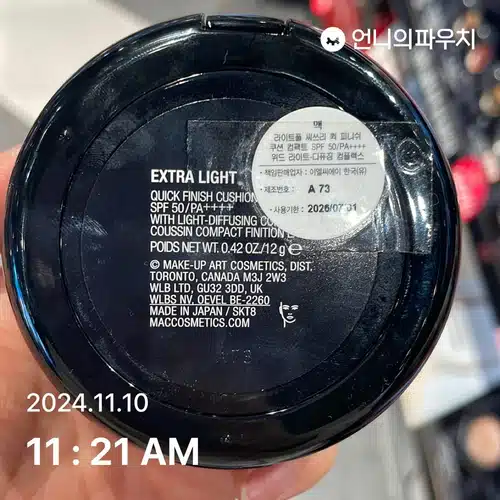 언니의파우치
맥
라이트풀 씨쓰리 퀵 피니쉬
쿠션 컴팩트 SPF 50/PA++++
위드 라이트-디퓨징 컴플렉스
책임판매업자 : 이엘씨에이 한국(유)
제조번호 : A 73
사용기한 : 2026/07/01
EXTRA LIGHT
QUICK FINISH CUSHION
SPF 50/PA++++
WITH LIGHT-DIFFUSING
COUSSIN COMPACT FINITION
POIDS NET WT. 0.42 OZ./12 g ℮
© MAKE-UP ART COSMETICS, DIST.
TORONTO, CANADA M3J 2W3
WLB LTD, GU32 3DD, UK
WLBS NV. OEVEL BE-2260
MADE IN JAPAN / SKT8
MACCOSMETICS.COM
2024.11.10
11 : 21 AM